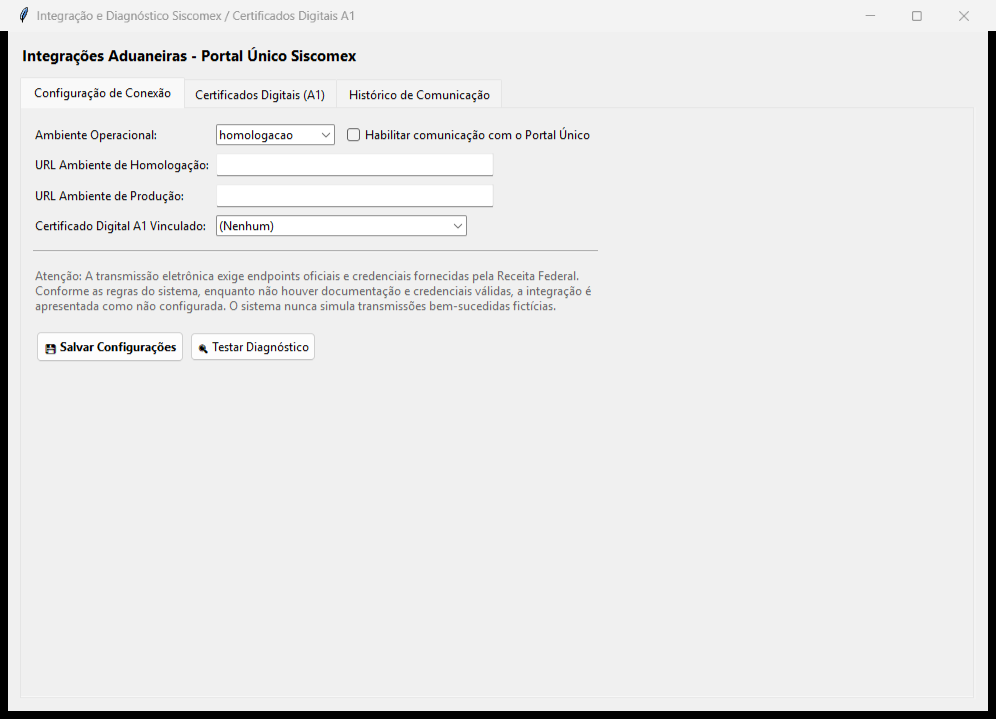 Integração e Diagnóstico Siscomex / Certificados Digitais A1
Integrações Aduaneiras - Portal Único Siscomex
Configuração de Conexão
Certificados Digitais (A1)
Histórico de Comunicação
Ambiente Operacional:
homologacao
Habilitar comunicação com o Portal Único
URL Ambiente de Homologação:
URL Ambiente de Produção:
Certificado Digital A1 Vinculado:
(Nenhum)
Atenção: A transmissão eletrônica exige endpoints oficiais e credenciais fornecidas pela Receita Federal.
Conforme as regras do sistema, enquanto não houver documentação e credenciais válidas, a integração é
apresentada como não configurada. O sistema nunca simula transmissões bem-sucedidas fictícias.
Salvar Configurações
Testar Diagnóstico